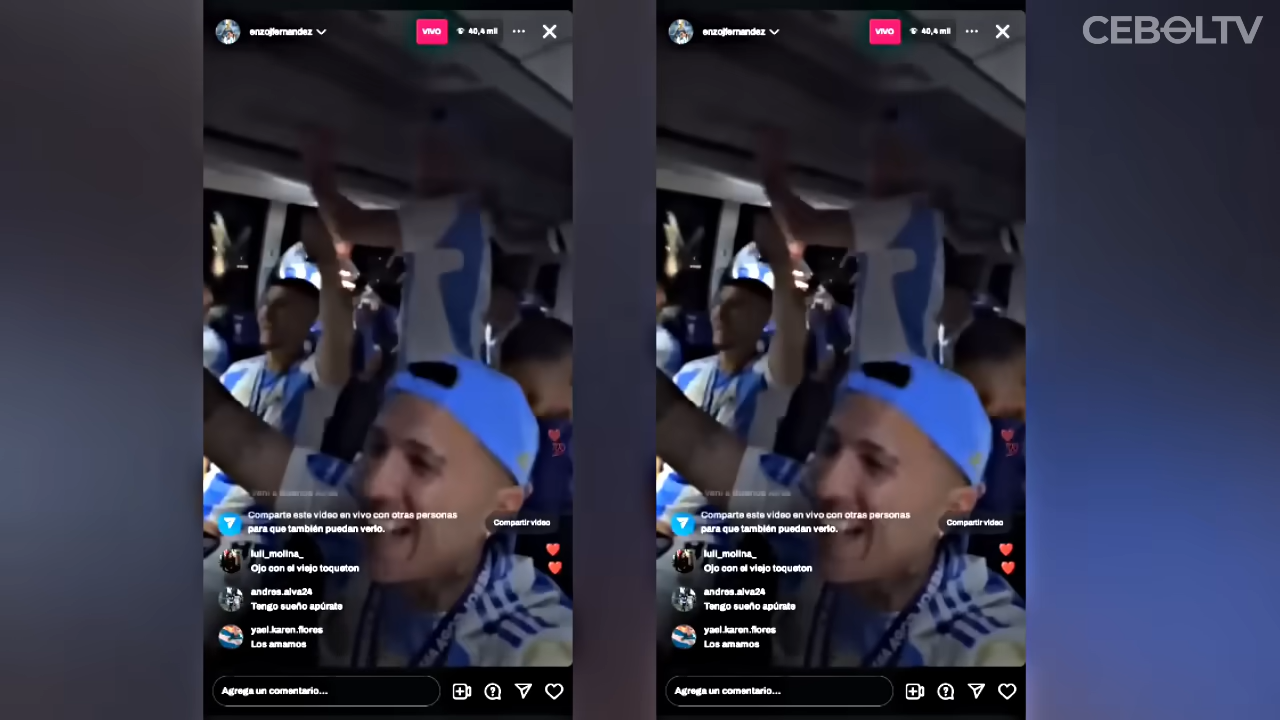 enzojfernandez
VIVO
40,4 mil
Comparte este video en vivo con otras personas
para que también puedan verlo.
Compartir video
luli_molina_
Ojo con el viejo toqueton
andres.alva24
Tengo sueño apúrate
yael.karen.flores
Los amamos
Agrega un comentario...
enzojfernandez
VIVO
40,4 mil
Comparte este video en vivo con otras personas
para que también puedan verlo.
Compartir video
luli_molina_
Ojo con el viejo toqueton
andres.alva24
Tengo sueño apúrate
yael.karen.flores
Los amamos
Agrega un comentario...
CEBOLTV